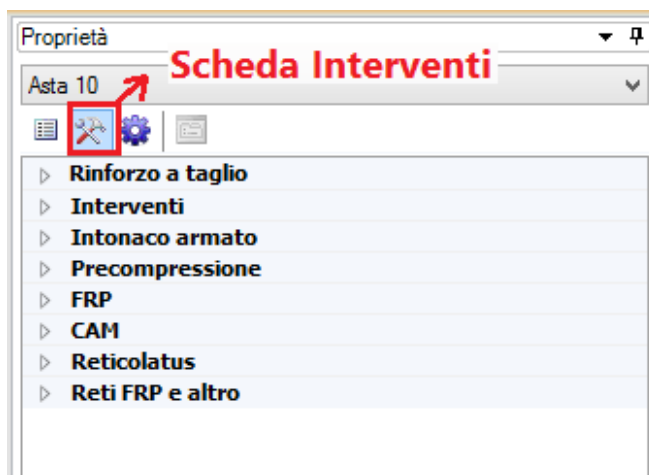 Proprietà
Scheda Interventi
Asta 10
Rinforzo a taglio
Interventi
Intonaco armato
Precompressione
FRP
CAM
Reticolatus
Reti FRP e altro